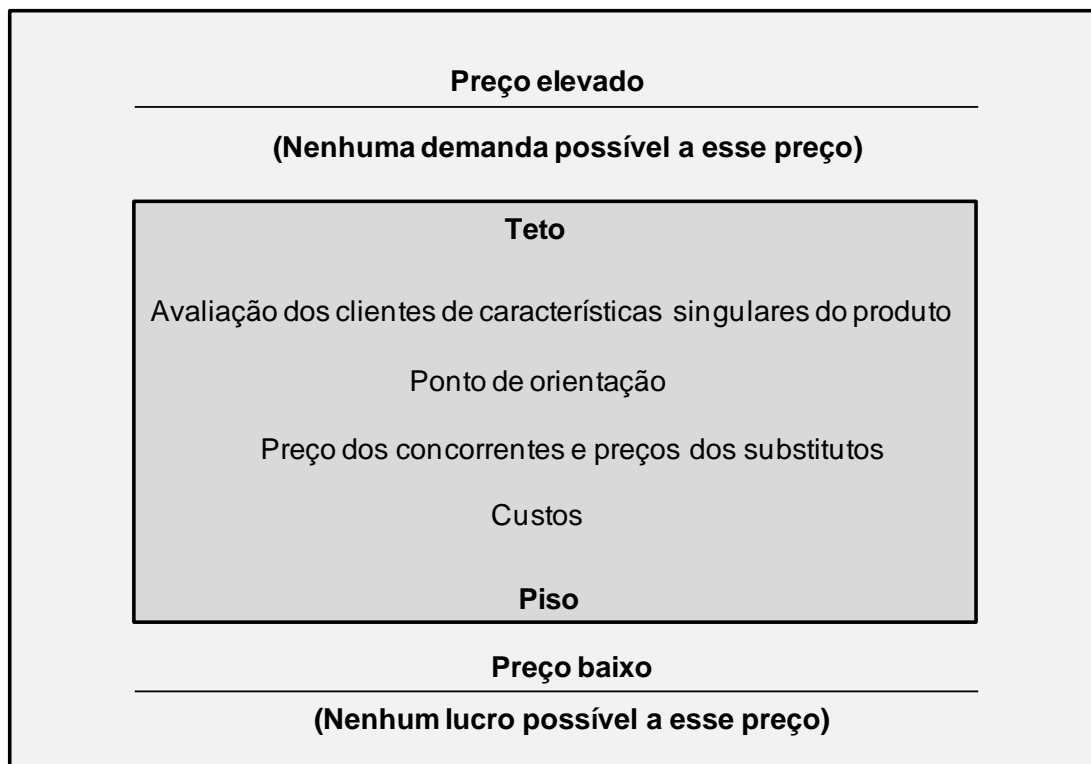 Preço elevado
(Nenhuma demanda possível a esse preço)
Teto
Avaliação dos clientes de características singulares do produto
Ponto de orientação
Preço dos concorrentes e preços dos substitutos
Custos
Piso
Preço baixo
(Nenhum lucro possível a esse preço)